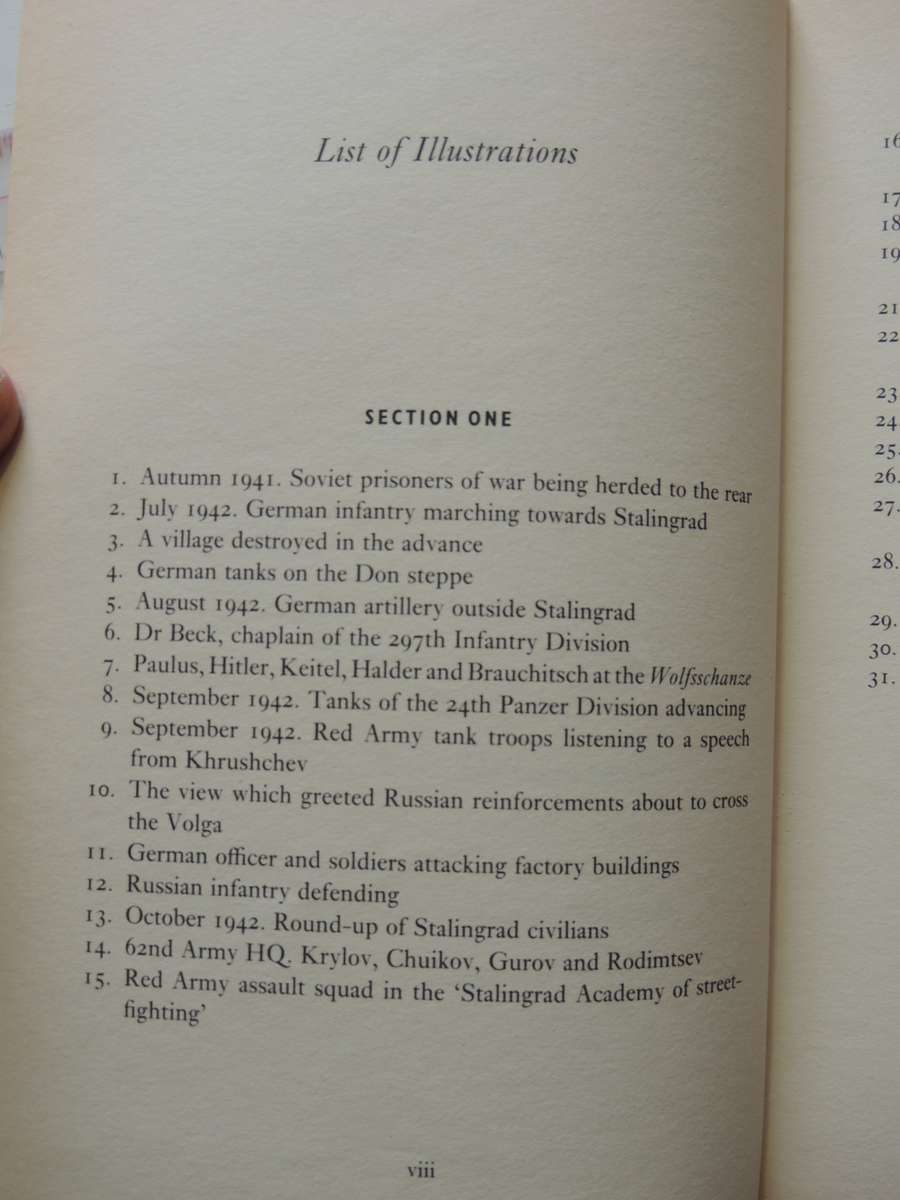 List of Illustrations
SECTION ONE
1. Autumn 1941. Soviet prisoners of war being herded to the rear
2. July 1942. German infantry marching towards Stalingrad
3. A village destroyed in the advance
4. German tanks on the Don steppe
5. August 1942. German artillery outside Stalingrad
6. Dr Beck, chaplain of the 297th Infantry Division
7. Paulus, Hitler, Keitel, Halder and Brauchitsch at the Wolfsschanze
8. September 1942. Tanks of the 24th Panzer Division advancing
9. September 1942. Red Army tank troops listening to a speech
from Khrushchev
10. The view which greeted Russian reinforcements about to cross
the Volga
11. German officer and soldiers attacking factory buildings
12. Russian infantry defending
13. October 1942. Round-up of Stalingrad civilians
14. 62nd Army HQ. Krylov, Chuikov, Gurov and Rodimtsev
15. Red Army assault squad in the ‘Stalingrad Academy of street-
fighting’
viii
16
17
18
19
21
22
23
24
25.
26.
27.
28.
29.
30.
31.